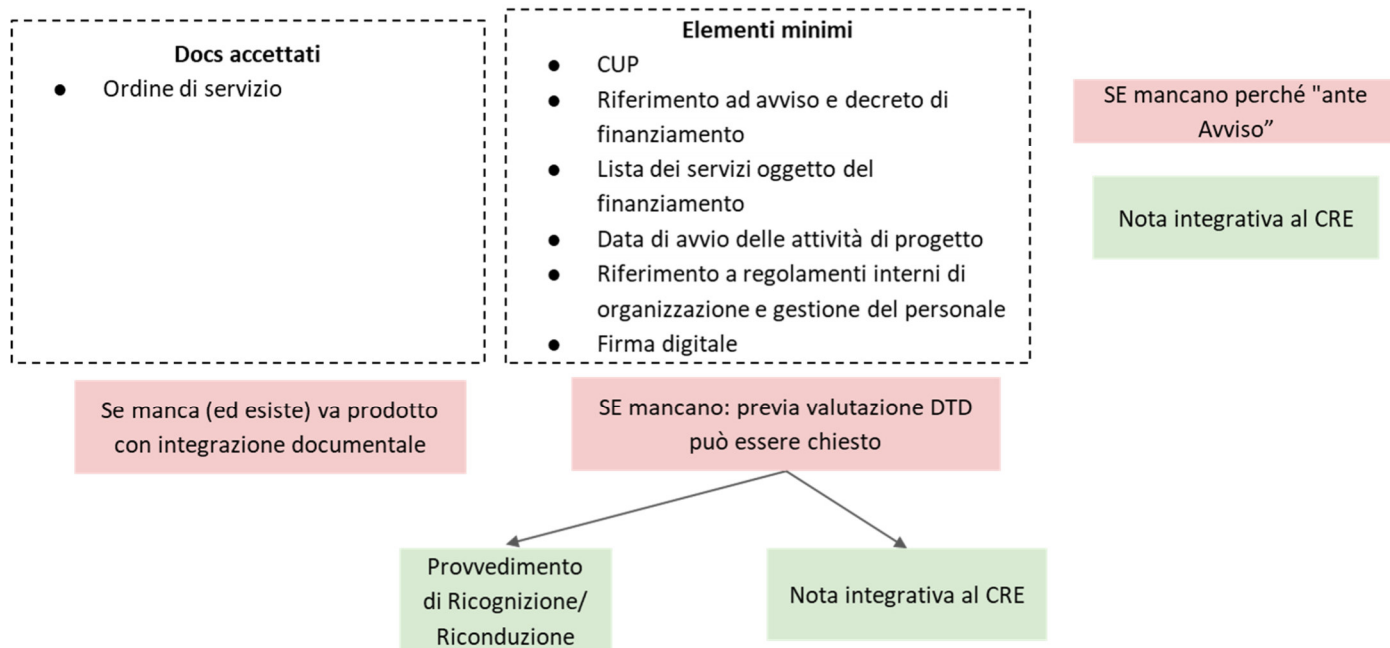 Docs accettati
● Ordine di servizio
Elementi minimi
● CUP
● Riferimento ad avviso e decreto di
finanziamento
● Lista dei servizi oggetto del
finanziamento
● Data di avvio delle attività di progetto
● Riferimento a regolamenti interni di
organizzazione e gestione del personale
● Firma digitale
SE mancano perché "ante
Avviso”
Nota integrativa al CRE
Se manca (ed esiste) va prodotto
con integrazione documentale
SE mancano: previa valutazione DTD
può essere chiesto
Provvedimento
di Ricognizione/
Riconduzione
Nota integrativa al CRE